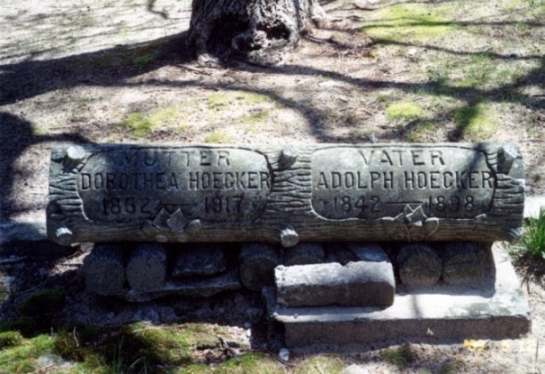 MUTTER
DOROTHEA HOECKER
1852 — 1917
VATER
ADOLPH HOECKER
1842 — 1898